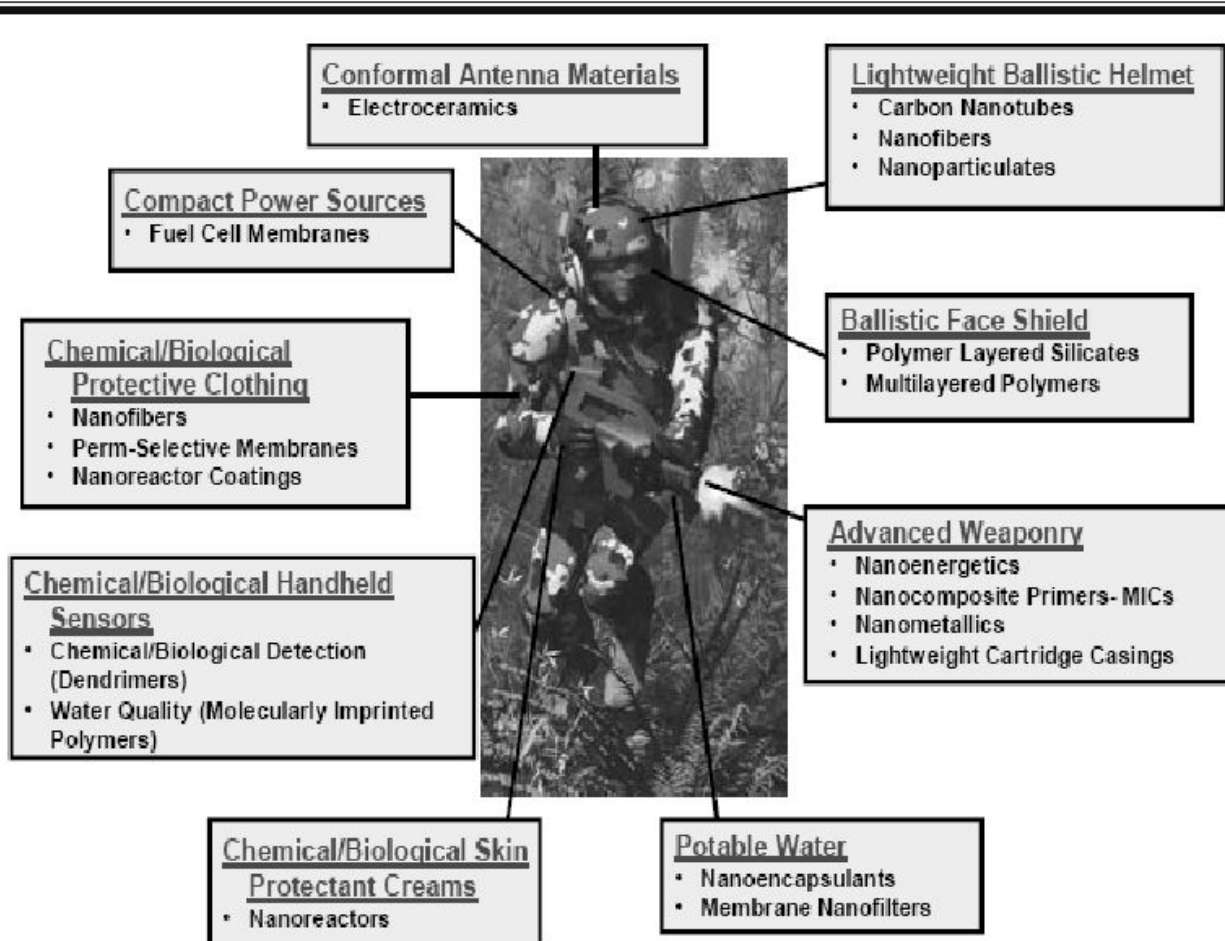 Conformal Antenna Materials
• Electroceramics
Lightweight Ballistic Helmet
• Carbon Nanotubes
• Nanofibers
• Nanoparticulates
Compact Power Sources
• Fuel Cell Membranes
Ballistic Face Shield
• Polymer Layered Silicates
• Multilayered Polymers
Chemical/Biological
Protective Clothing
• Nanofibers
• Perm-Selective Membranes
• Nanoreactor Coatings
Advanced Weaponry
• Nanoenergetics
• Nanocomposite Primers- MICs
• Nanometallics
• Lightweight Cartridge Casings
Chemical/Biological Handheld
Sensors
• Chemical/Biological Detection
(Dendrimers)
• Water Quality (Molecularly Imprinted
Polymers)
Chemical/Biological Skin
Protectant Creams
• Nanoreactors
Potable Water
• Nanoencapsulants
• Membrane Nanofilters